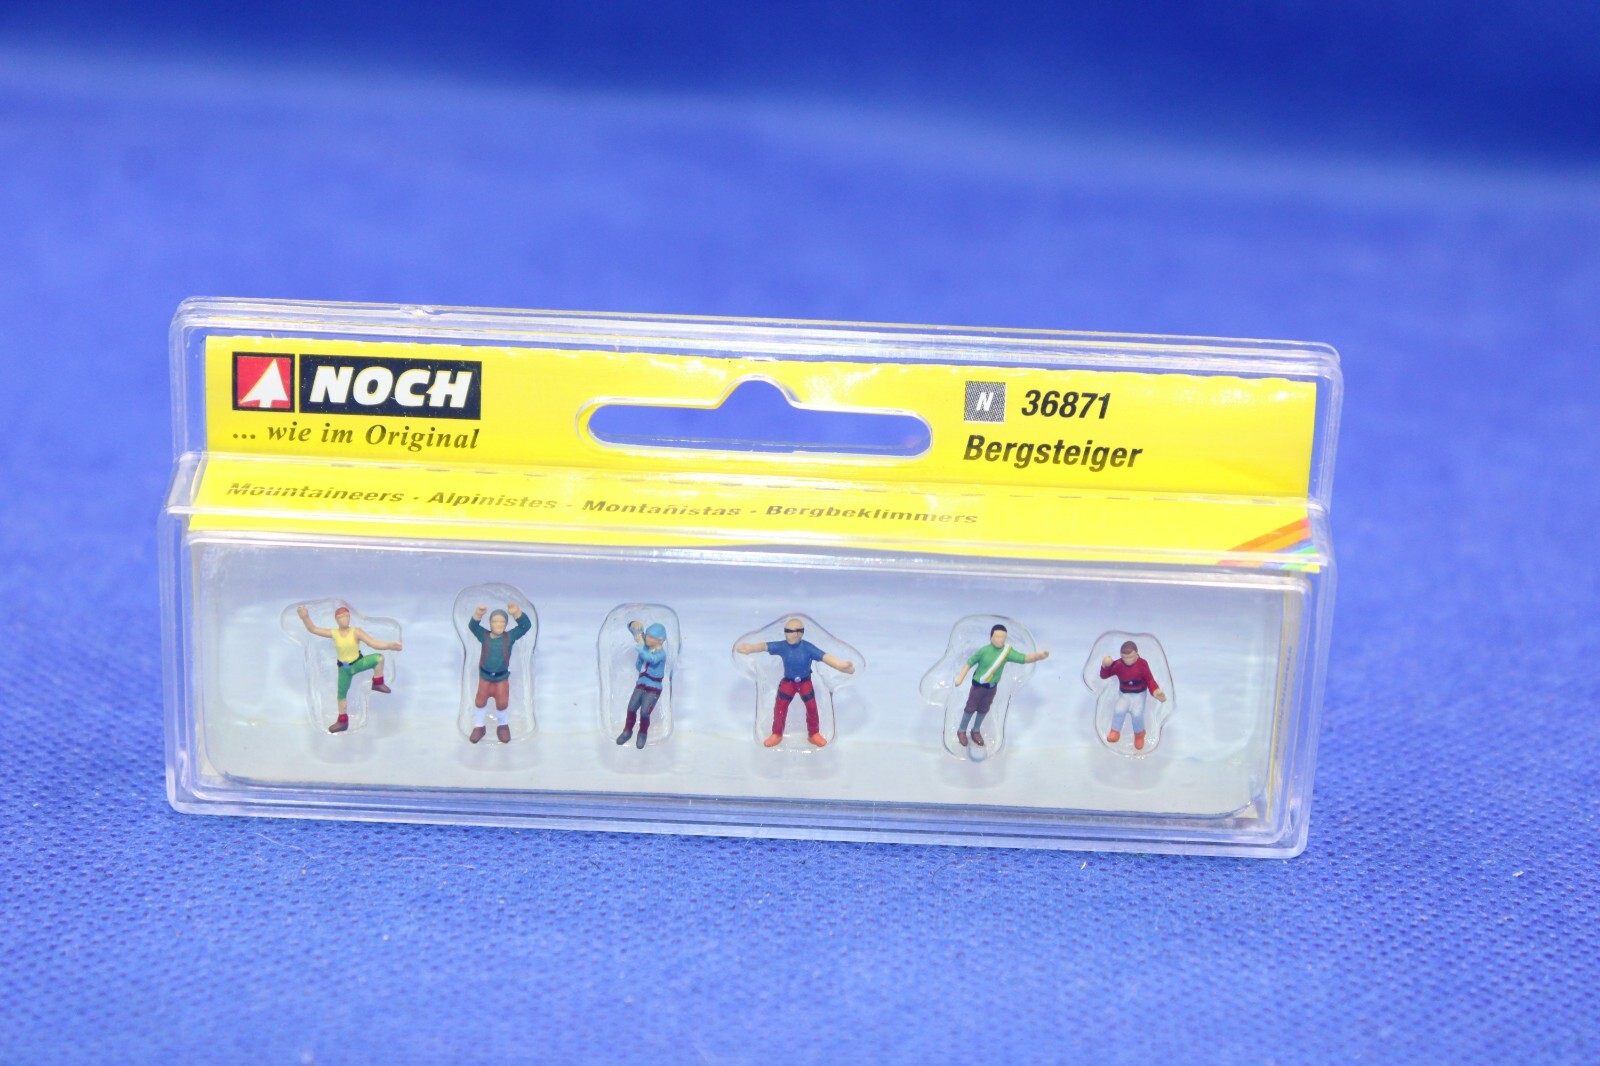 NOCH
... wie im Original
N 36871
Bergsteiger
Mountaineers · Alpinistes · Montañistas · Bergbeklimmers